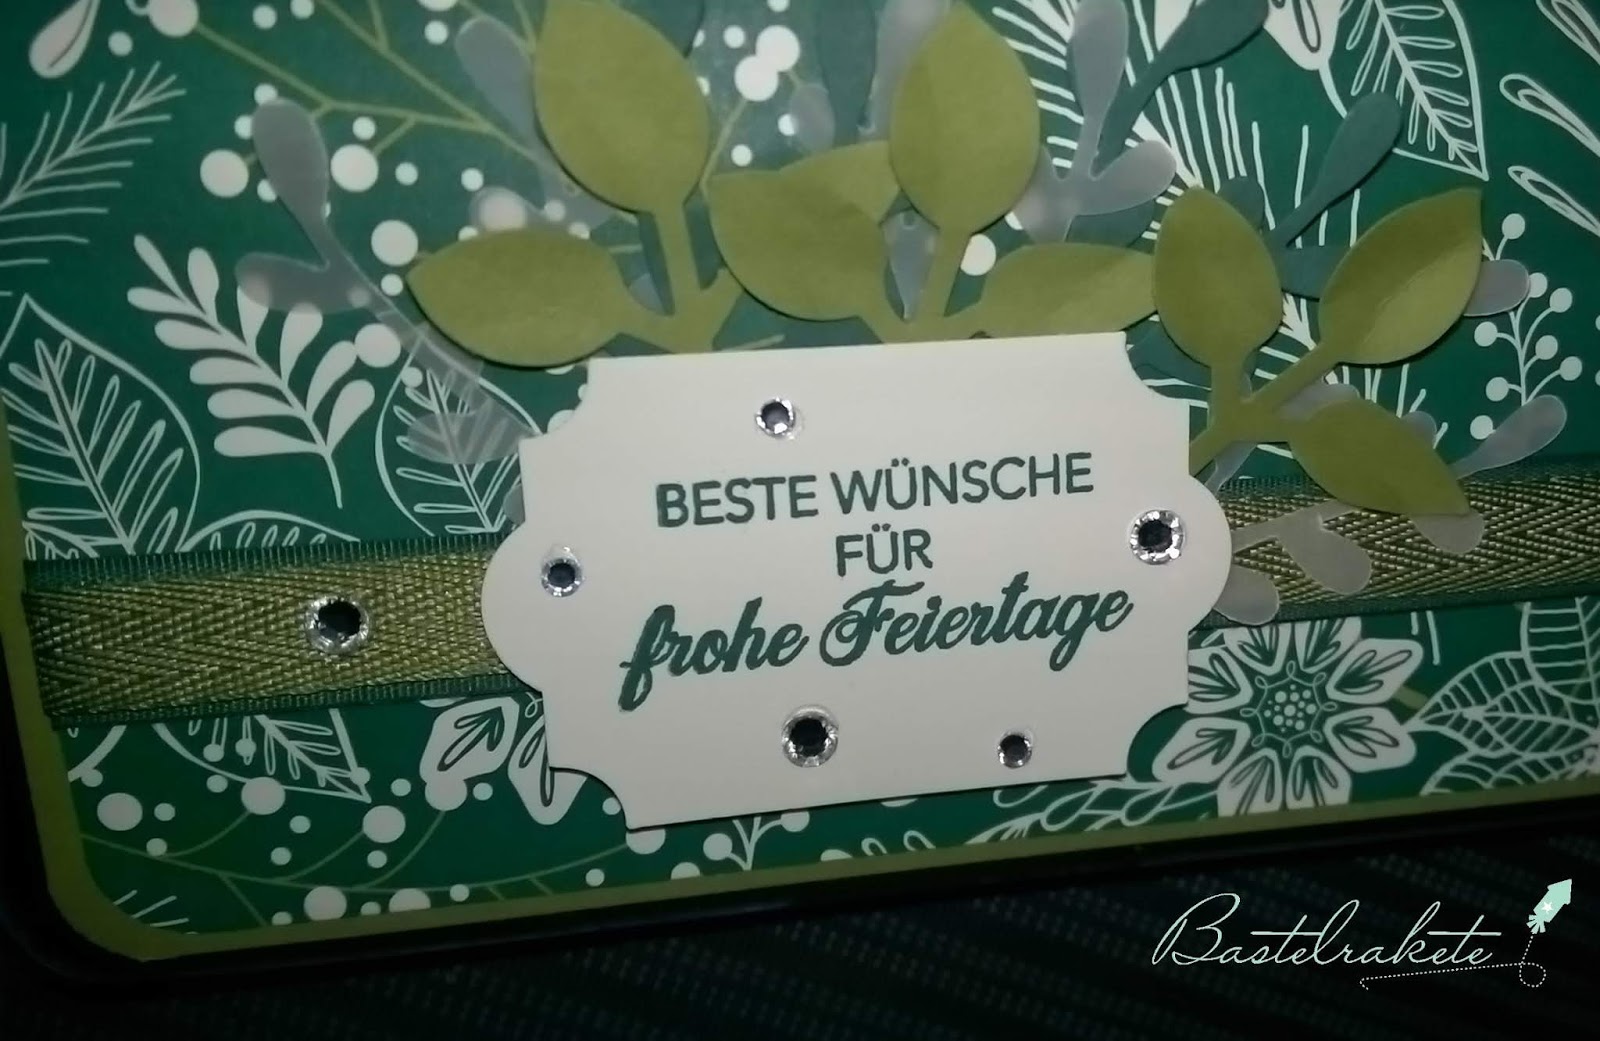 BESTE WÜNSCHE
FÜR
frohe Feiertage
Bastelrakete